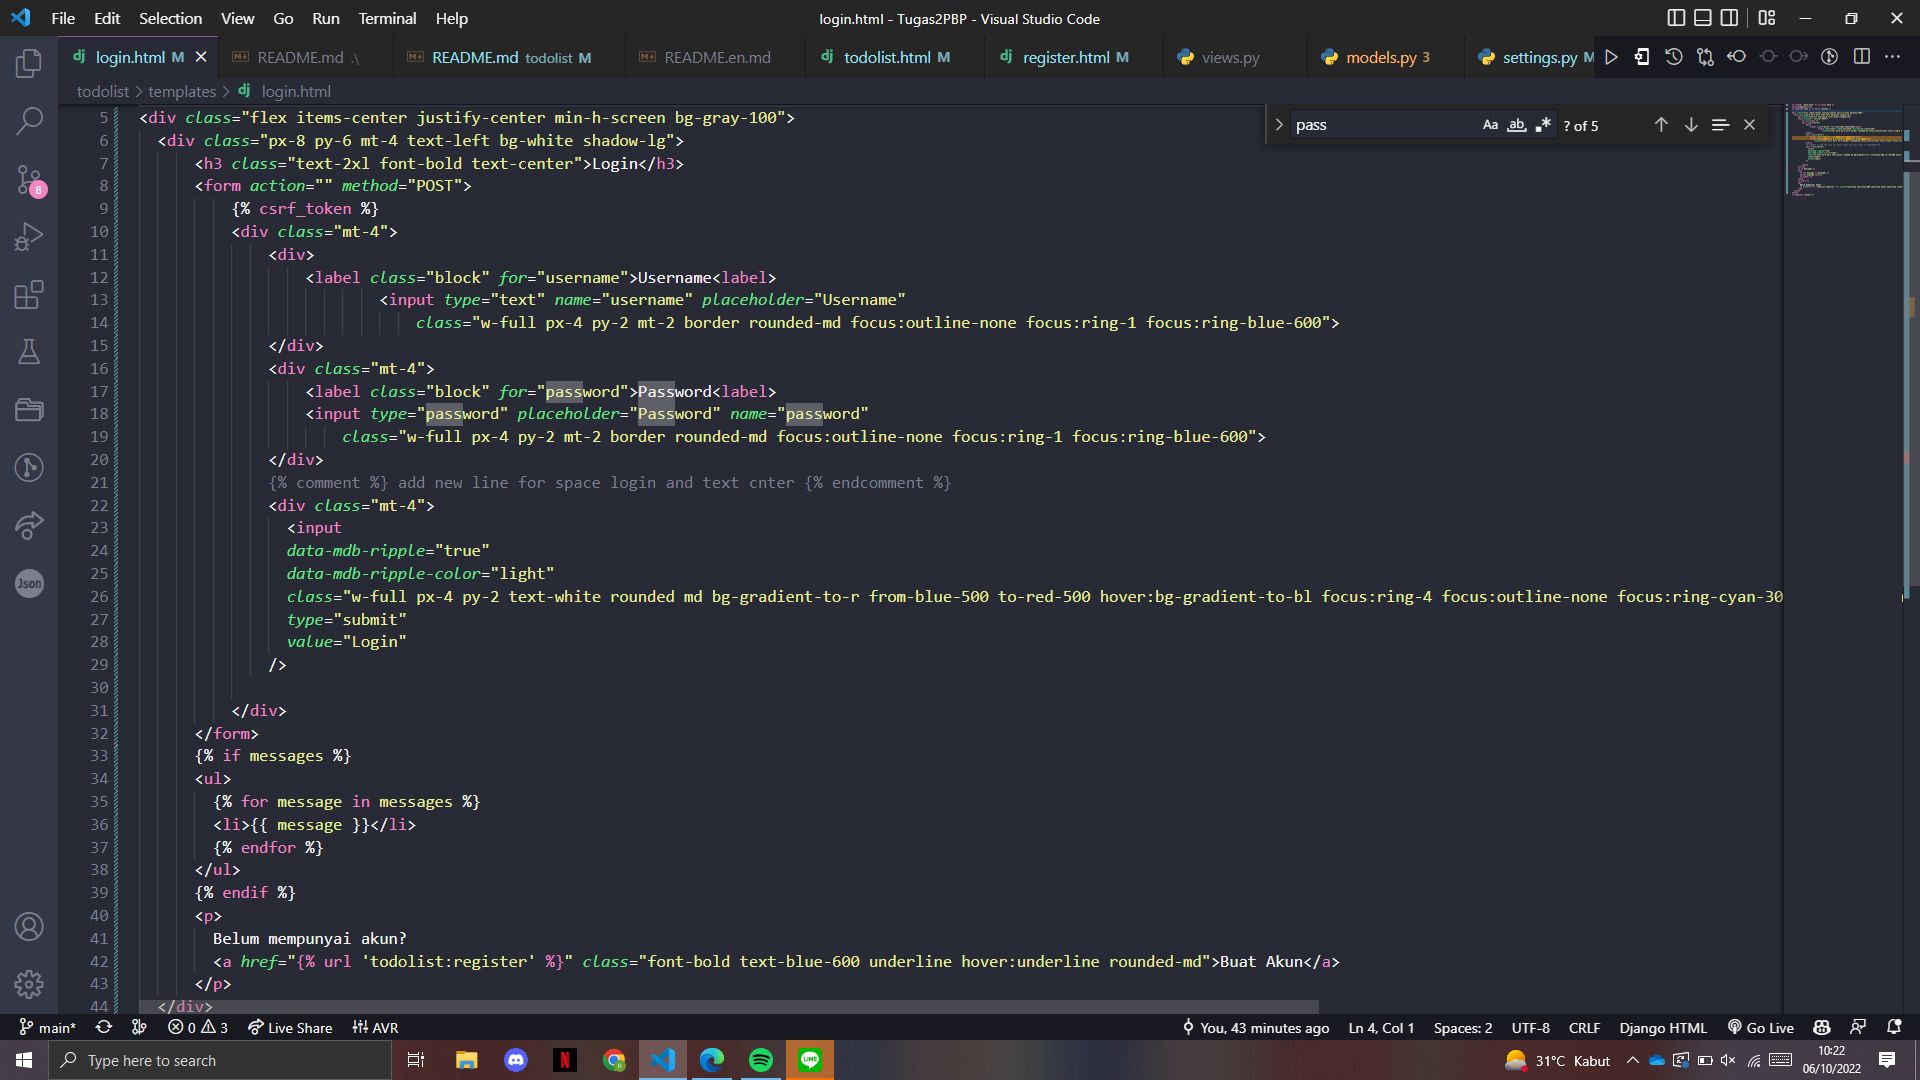 File Edit Selection View Go Run Terminal Help
login.html - Tugas2PBP - Visual Studio Code
login.html M
README.md .\
README.md todolist M
README.en.md
todolist.html M
register.html M
views.py
models.py 3
settings.py M
todolist > templates > login.html
pass
Aa ab
? of 5
5 <div class="flex items-center justify-center min-h-screen bg-gray-100">
6 <div class="px-8 py-6 mt-4 text-left bg-white shadow-lg">
7 <h3 class="text-2xl font-bold text-center">Login</h3>
8 <form action="" method="POST">
9 {% csrf_token %}
10 <div class="mt-4">
11 <div>
12 <label class="block" for="username">Username<label>
13 <input type="text" name="username" placeholder="Username"
14 class="w-full px-4 py-2 mt-2 border rounded-md focus:outline-none focus:ring-1 focus:ring-blue-600">
15 </div>
16 <div class="mt-4">
17 <label class="block" for="password">Password<label>
18 <input type="password" placeholder="Password" name="password"
19 class="w-full px-4 py-2 mt-2 border rounded-md focus:outline-none focus:ring-1 focus:ring-blue-600">
20 </div>
21 {% comment %} add new line for space login and text cnter {% endcomment %}
22 <div class="mt-4">
23 <input
24 data-mdb-ripple="true"
25 data-mdb-ripple-color="light"
26 class="w-full px-4 py-2 text-white rounded md bg-gradient-to-r from-blue-500 to-red-500 hover:bg-gradient-to-bl focus:ring-4 focus:outline-none focus:ring-cyan-30
27 type="submit"
28 value="Login"
29 />
30
31 </div>
32 </form>
33 {% if messages %}
34 <ul>
35 {% for message in messages %}
36 <li>{{ message }}</li>
37 {% endfor %}
38 </ul>
39 {% endif %}
40 <p>
41 Belum mempunyai akun?
42 <a href="{% url 'todolist:register' %}" class="font-bold text-blue-600 underline hover:underline rounded-md">Buat Akun</a>
43 </p>
44 </div>
8
Json
main* 0 3 Live Share AVR
You, 43 minutes ago Ln 4, Col 1 Spaces: 2 UTF-8 CRLF Django HTML Go Live
Type here to search
31°C Kabut
10:22
06/10/2022